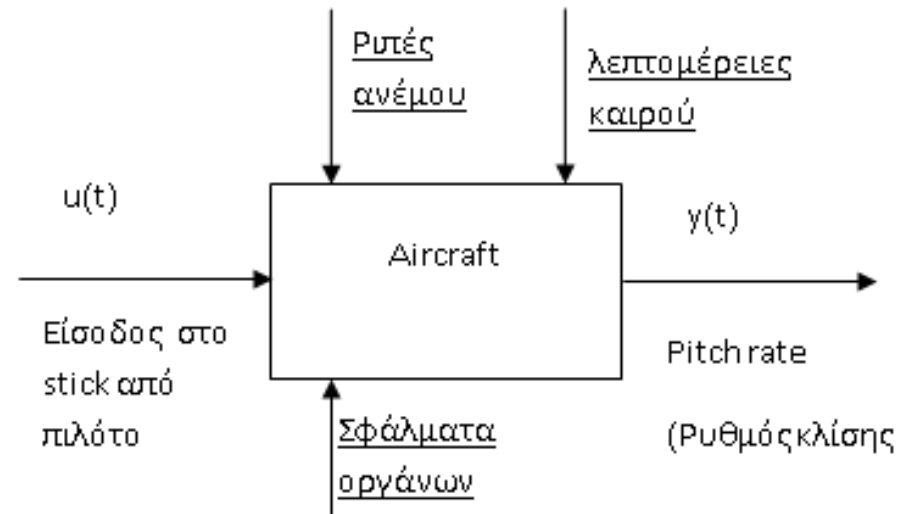 Ριπές
ανέμου
λεπτομέρειες
καιρού
u(t)
y(t)
Aircraft
Είσοδος στο
stick από
πιλότο
Pitch rate
(Ρυθμός κλίσης
Σφάλματα
οργάνων